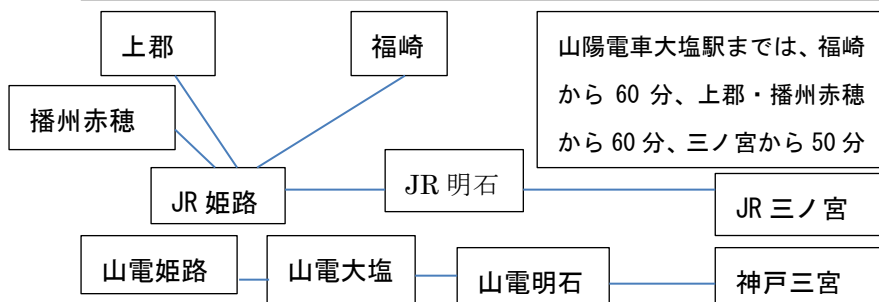 上郡
福崎
山陽電車大塩駅までは、福崎
から 60 分、上郡・播州赤穂
から 60 分、三ノ宮から 50 分
播州赤穂
JR 姫路
JR 明石
JR 三ノ宮
山電姫路
山電大塩
山電明石
神戸三宮